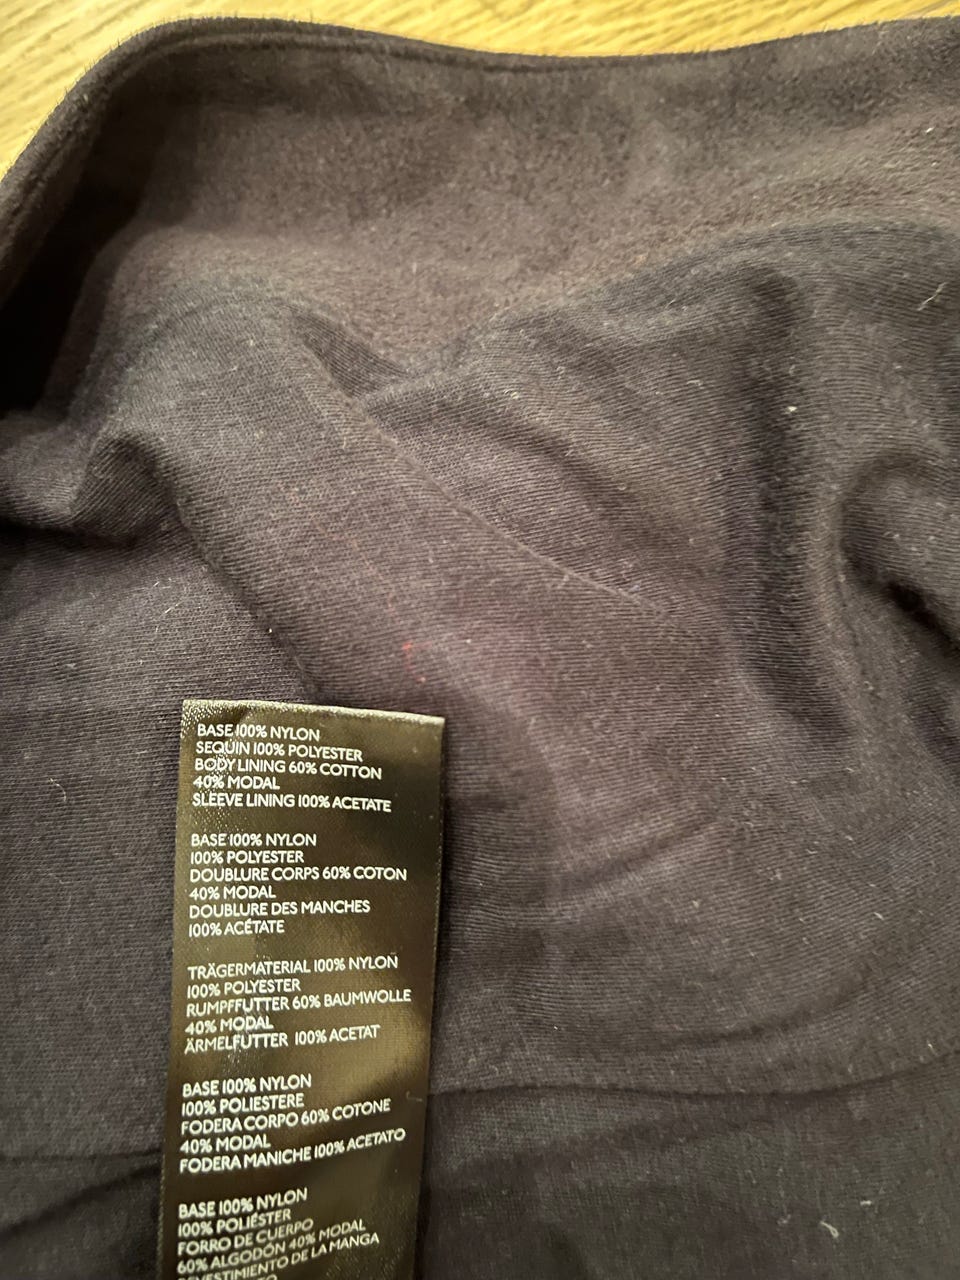 BASE 100% NYLON
SEQUIN 100% POLYESTER
BODY LINING 60% COTTON
40% MODAL
SLEEVE LINING 100% ACETATE
BASE 100% NYLON
100% POLYESTER
DOUBLURE CORPS 60% COTON
40% MODAL
DOUBLURE DES MANCHES
100% ACÉTATE
TRÄGERMATERIAL 100% NYLON
100% POLYESTER
RUMPFFUTTER 60% BAUMWOLLE
40% MODAL
ÄRMELFUTTER 100% ACETAT
BASE 100% NYLON
100% POLIESTERE
FODERA CORPO 60% COTONE
40% MODAL
FODERA MANICHE 100% ACETATO
BASE 100% NYLON
100% POLIÉSTER
FORRO DE CUERPO
60% ALGODÓN 40% MODAL
REVESTIMIENTO DE LA MANGA